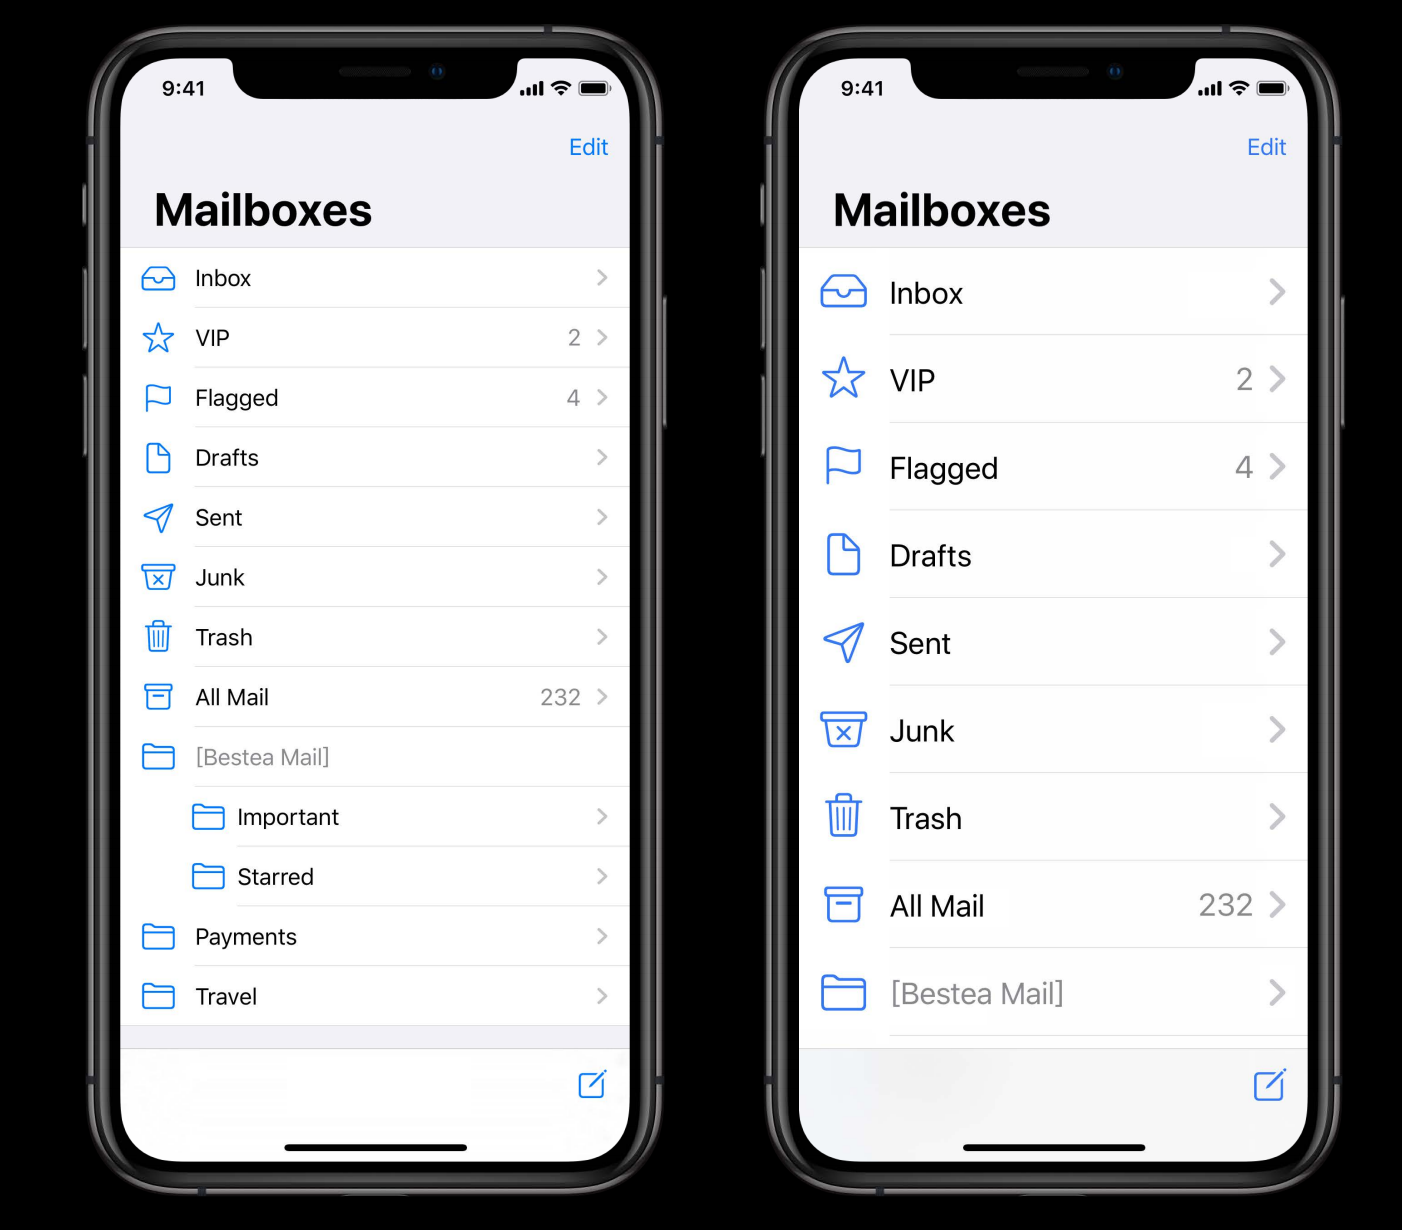 9:41
Edit
Mailboxes
Inbox
VIP 2
Flagged 4
Drafts
Sent
Junk
Trash
All Mail 232
[Bestea Mail]
Important
Starred
Payments
Travel
9:41
Edit
Mailboxes
Inbox
VIP 2
Flagged 4
Drafts
Sent
Junk
Trash
All Mail 232
[Bestea Mail]